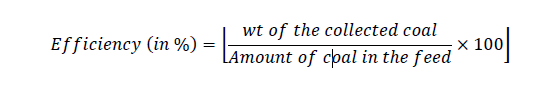 Efficiency (in %) = ⌊wt of the collected coal / Amount of coal in the feed × 100⌋